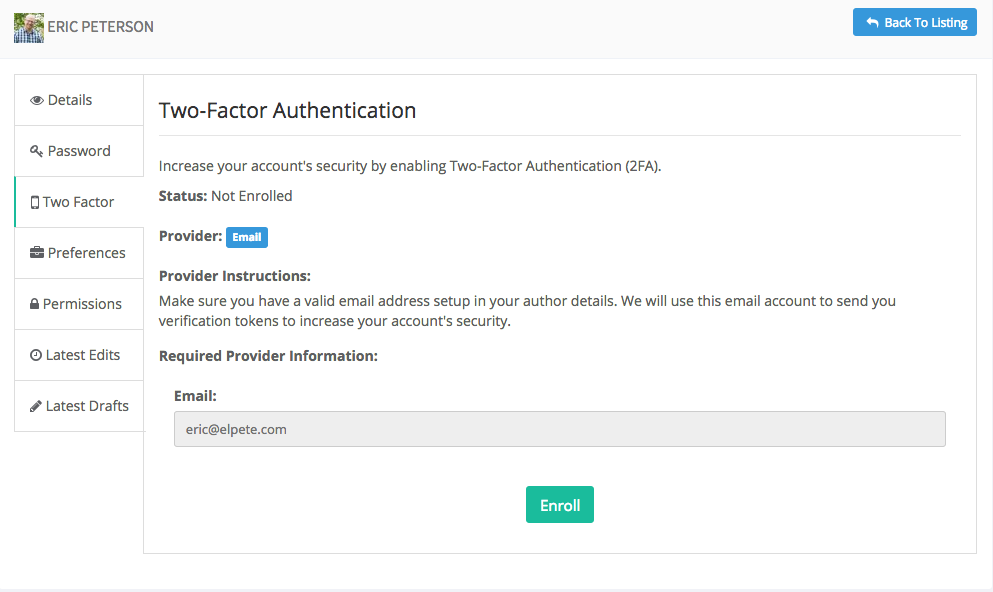 ERIC PETERSON
Back To Listing
Details
Password
Two Factor
Preferences
Permissions
Latest Edits
Latest Drafts
Two-Factor Authentication
Increase your account's security by enabling Two-Factor Authentication (2FA).
Status: Not Enrolled
Provider: Email
Provider Instructions:
Make sure you have a valid email address setup in your author details. We will use this email account to send you
verification tokens to increase your account's security.
Required Provider Information:
Email:
eric@elpete.com
Enroll